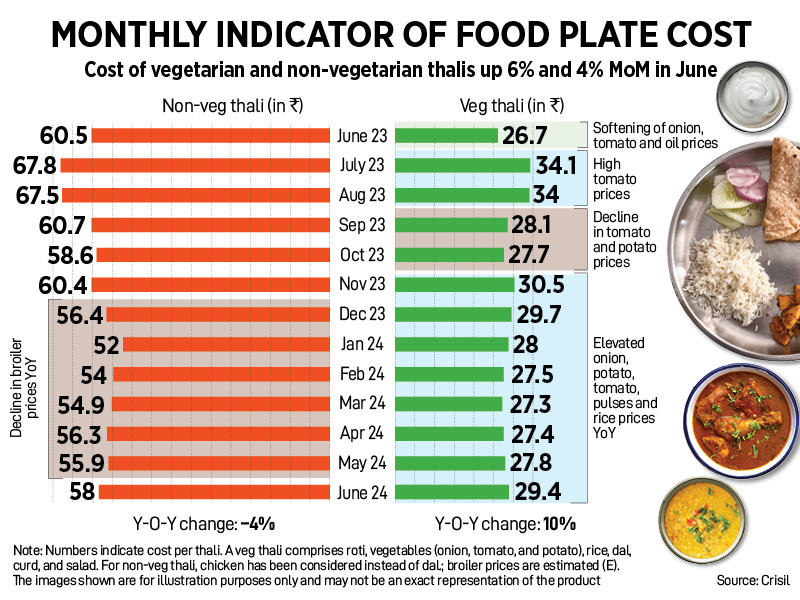 MONTHLY INDICATOR OF FOOD PLATE COST
Cost of vegetarian and non-vegetarian thalis up 6% and 4% MoM in June
Non-veg thali (in ₹)
Veg thali (in ₹)
60.5 June 23 26.7
67.8 July 23 34.1
67.5 Aug 23 34
60.7 Sep 23 28.1
58.6 Oct 23 27.7
60.4 Nov 23 30.5
56.4 Dec 23 29.7
52 Jan 24 28
54 Feb 24 27.5
54.9 Mar 24 27.3
56.3 Apr 24 27.4
55.9 May 24 27.8
58 June 24 29.4
Decline in broiler
prices YoY
Softening of onion,
tomato and oil prices
High
tomato
prices
Decline
in tomato
and potato
prices
Elevated
onion,
potato,
tomato,
pulses and
rice prices
YoY
Y-O-Y change: –4%
Y-O-Y change: 10%
Note: Numbers indicate cost per thali. A veg thali comprises roti, vegetables (onion, tomato, and potato), rice, dal,
curd, and salad. For non-veg thali, chicken has been considered instead of dal; broiler prices are estimated (E).
The images shown are for illustration purposes only and may not be an exact representation of the product
Source: Crisil